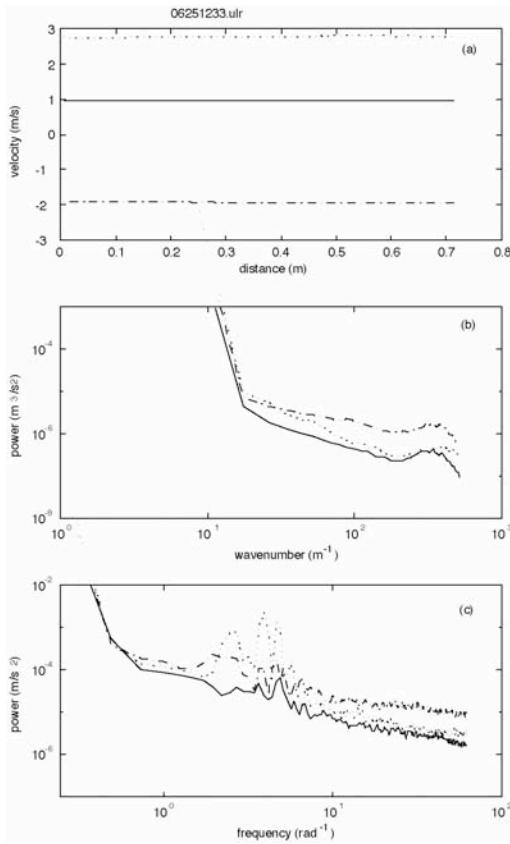 06251233.ulr
3
(a)
2
1
0
-1
-2
-3
velocity (m/s)
0 0.1 0.2 0.3 0.4 0.5 0.6 0.7 0.8
distance (m)
(b)
10-4
10-6
10-9
power (m 3/s2)
100 101 102 103
wavenumber (m-1)
10-2
(c)
10-4
10-6
power (m/s 2)
100 101 102
frequency (rad-1)